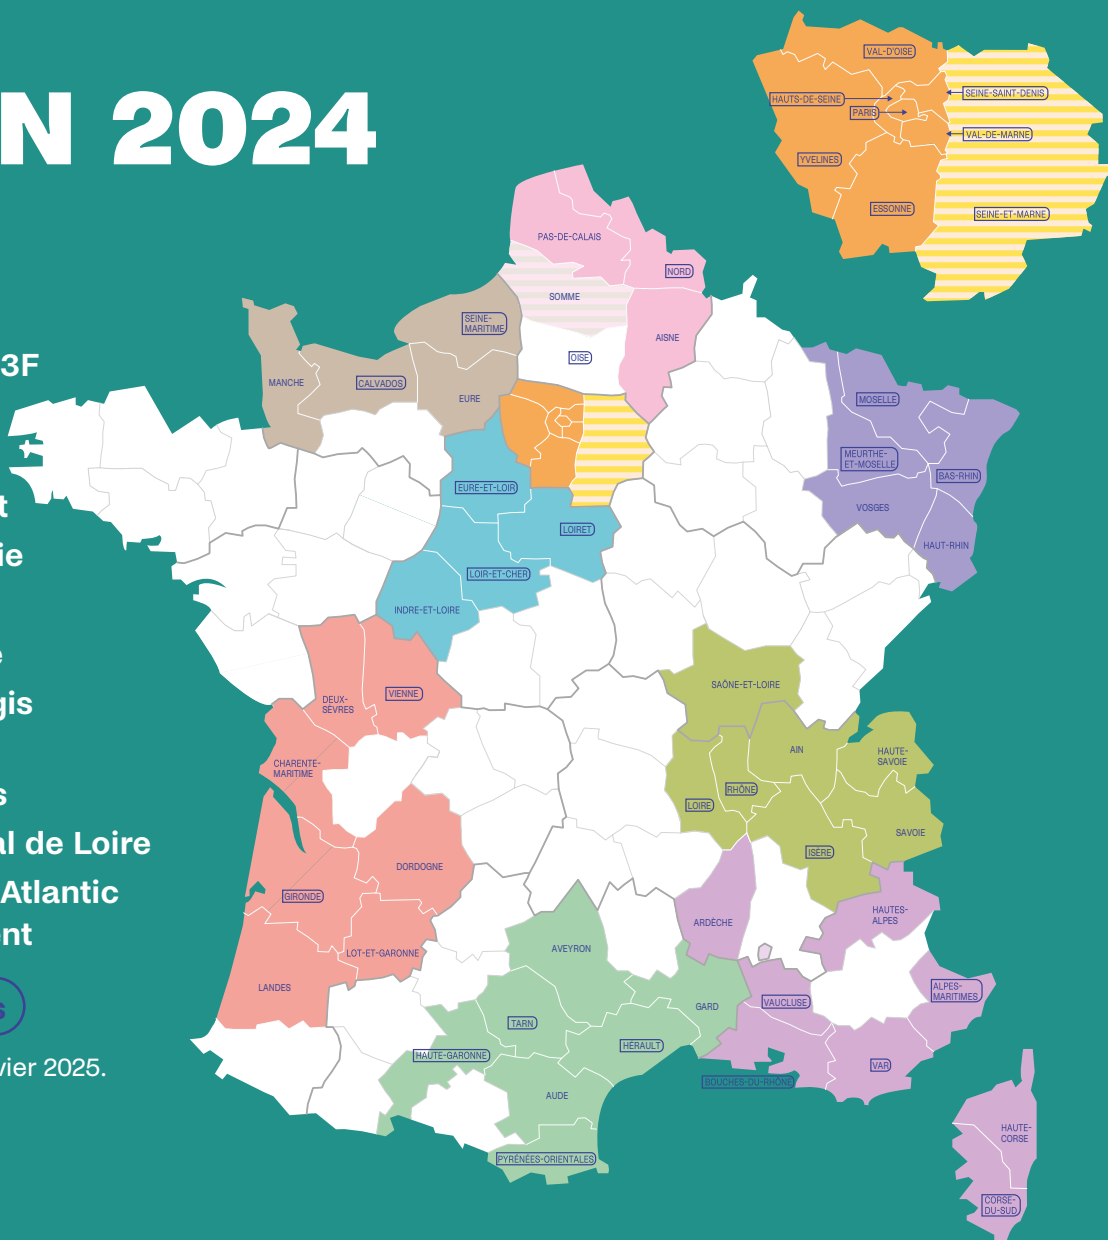 N 2024
VAL-D'OISE
HAUTS-DE-SEINE
SEINE-SAINT-DENIS
PARIS
VAL-DE-MARNE
YVELINES
ESSONNE
SEINE-ET-MARNE
PAS-DE-CALAIS
NORD
SOMME
SEINE-
MARITIME
AISNE
OISE
3F
MANCHE
CALVADOS
EURE
MOSELLE
MEURTHE-
ET-MOSELLE
BAS-RHIN
EURE-ET-LOIR
VOSGES
t
LOIRET
HAUT-RHIN
ie
LOIR-ET-CHER
INDRE-ET-LOIRE
e
SAÔNE-ET-LOIRE
VIENNE
gis
DEUX-
SÈVRES
AIN
HAUTE-
SAVOIE
CHARENTE-
MARITIME
RHÔNE
s
LOIRE
SAVOIE
al de Loire
ISÈRE
DORDOGNE
Atlantic
GIRONDE
HAUTES-
ALPES
ARDÈCHE
nt
LOT-ET-GARONNE
AVEYRON
LANDES
ALPES-
MARITIMES
VAUCLUSE
s
GARD
TARN
HÉRAULT
HAUTE-GARONNE
vier 2025.
VAR
BOUCHES-DU-RHÔNE
AUDE
HAUTE-
CORSE
PYRÉNÉES-ORIENTALES
CORSE-
DU-SUD